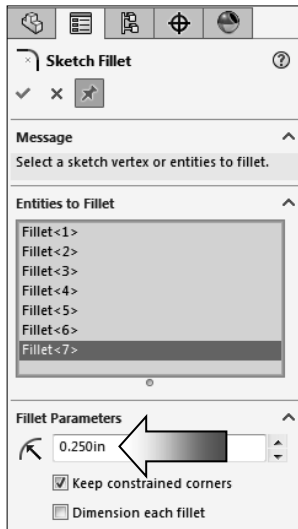 Sketch Fillet
Message
Select a sketch vertex or entities to fillet.
Entities to Fillet
Fillet<1>
Fillet<2>
Fillet<3>
Fillet<4>
Fillet<5>
Fillet<6>
Fillet<7>
Fillet Parameters
0.250in
Keep constrained corners
Dimension each fillet